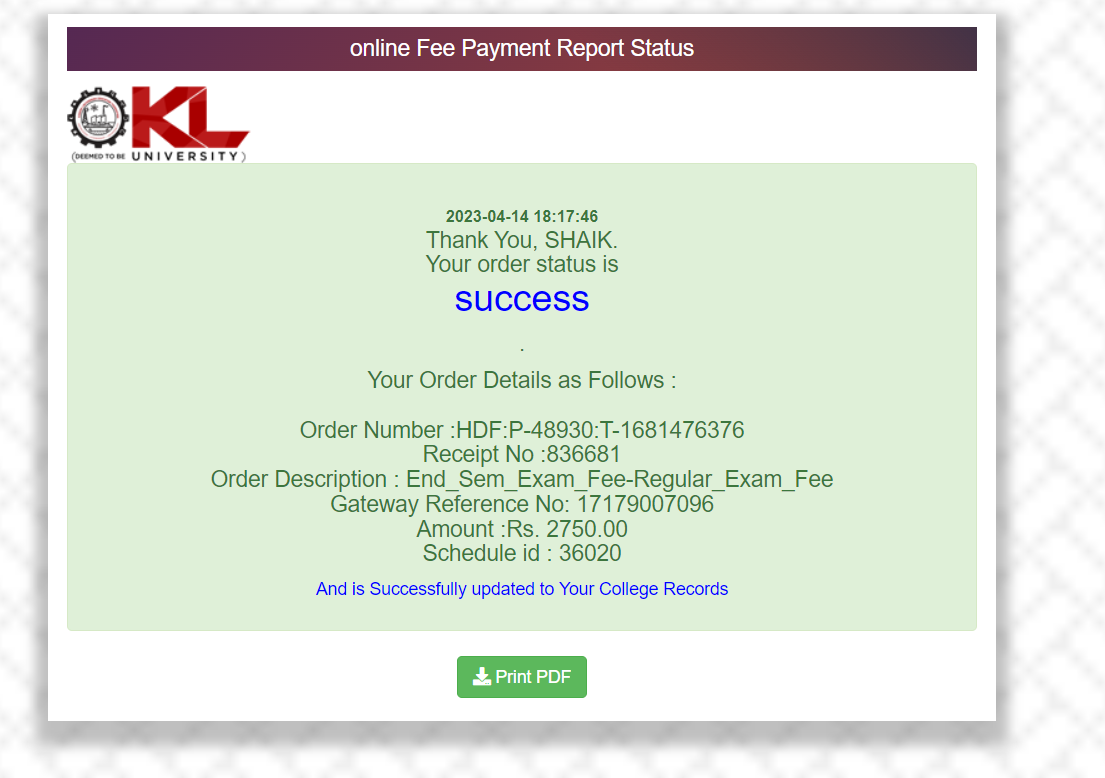 online Fee Payment Report Status
KL
(DEEMED TO BE UNIVERSITY)
2023-04-14 18:17:46
Thank You, SHAIK.
Your order status is
success
.
Your Order Details as Follows :
Order Number :HDF:P-48930:T-1681476376
Receipt No :836681
Order Description : End_Sem_Exam_Fee-Regular_Exam_Fee
Gateway Reference No: 17179007096
Amount :Rs. 2750.00
Schedule id : 36020
And is Successfully updated to Your College Records
Print PDF